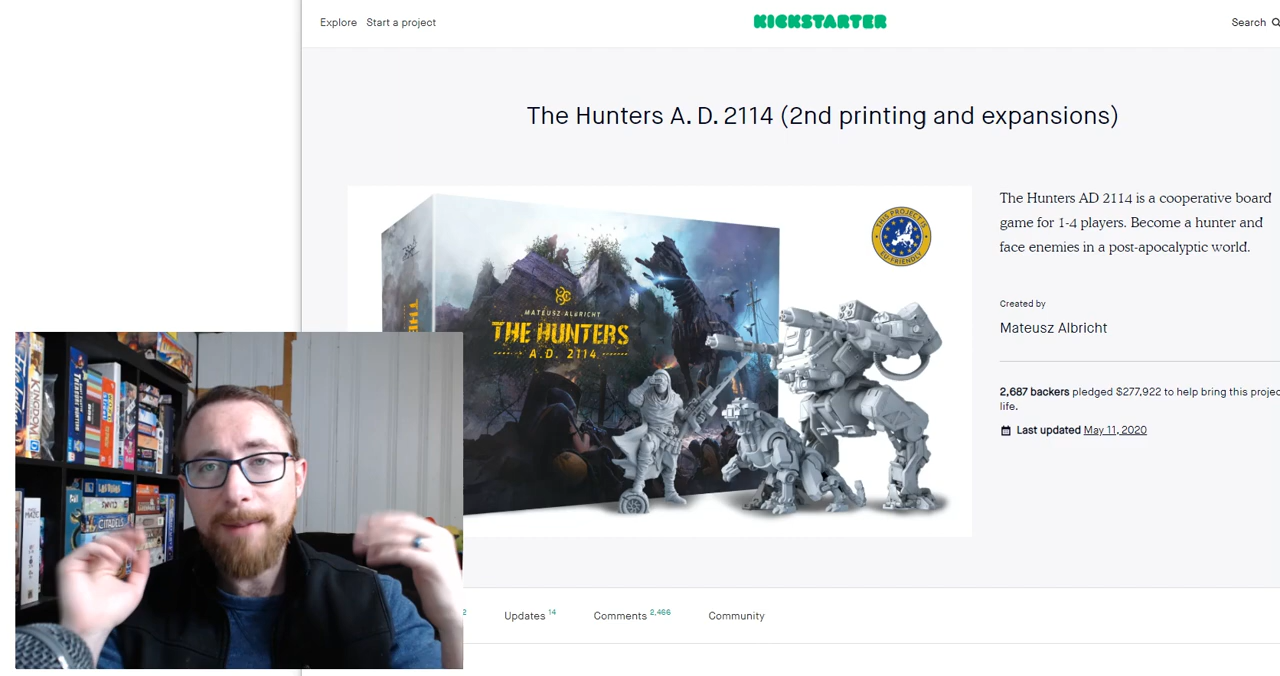 Explore Start a project
KICKSTARTER
Search
The Hunters A. D. 2114 (2nd printing and expansions)
THIS PROJECT IS
EU-FRIENDLY
MATEUSZ ALBRICHT
THE HUNTERS
A.D. 2114
The Hunters AD 2114 is a cooperative board
game for 1-4 players. Become a hunter and
face enemies in a post-apocalyptic world.
Created by
Mateusz Albricht
2,687 backers pledged $277,922 to help bring this projec
life.
Last updated May 11, 2020
2
Updates 14
Comments 2,466
Community
CITADELS